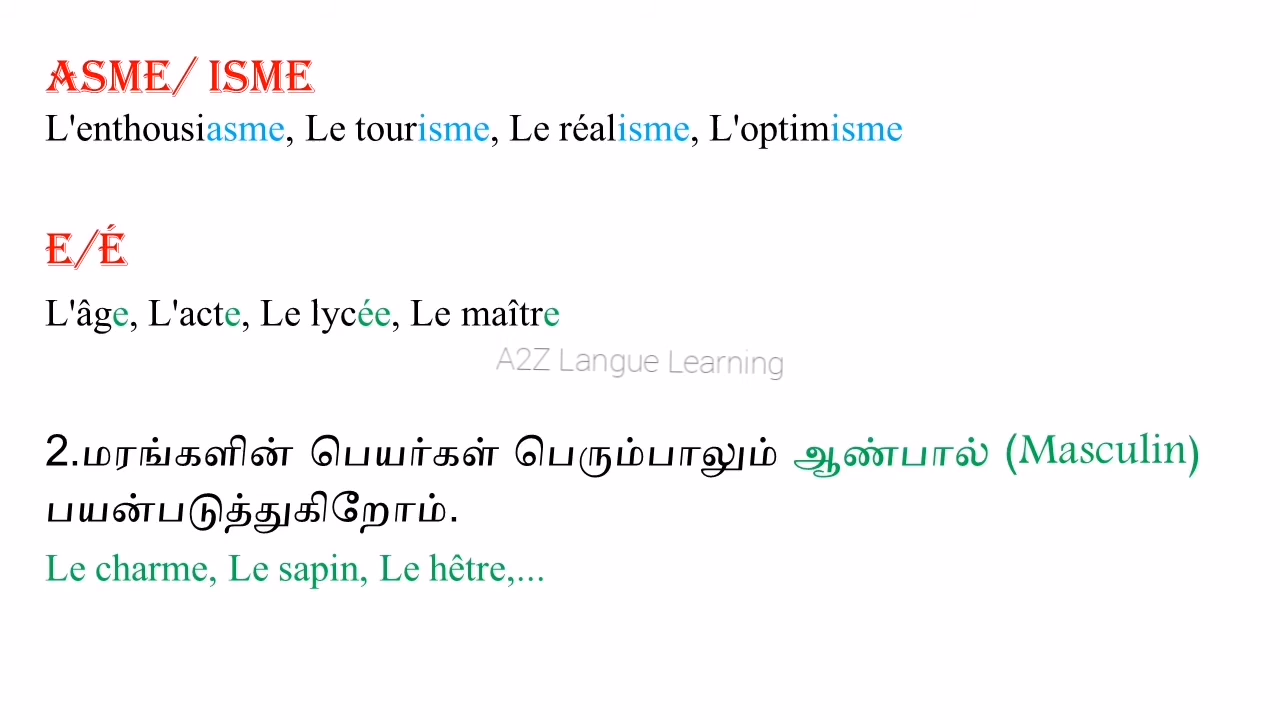 ASME/ ISME
L'enthousiasme, Le tourisme, Le réalisme, L'optimisme
E/É
L'âge, L'acte, Le lycée, Le maître
A2Z Langue Learning
2.மரங்களின் பெயர்கள் பெரும்பாலும் ஆண்பால் (Masculin)
பயன்படுத்துகிறோம்.
Le charme, Le sapin, Le hêtre,...